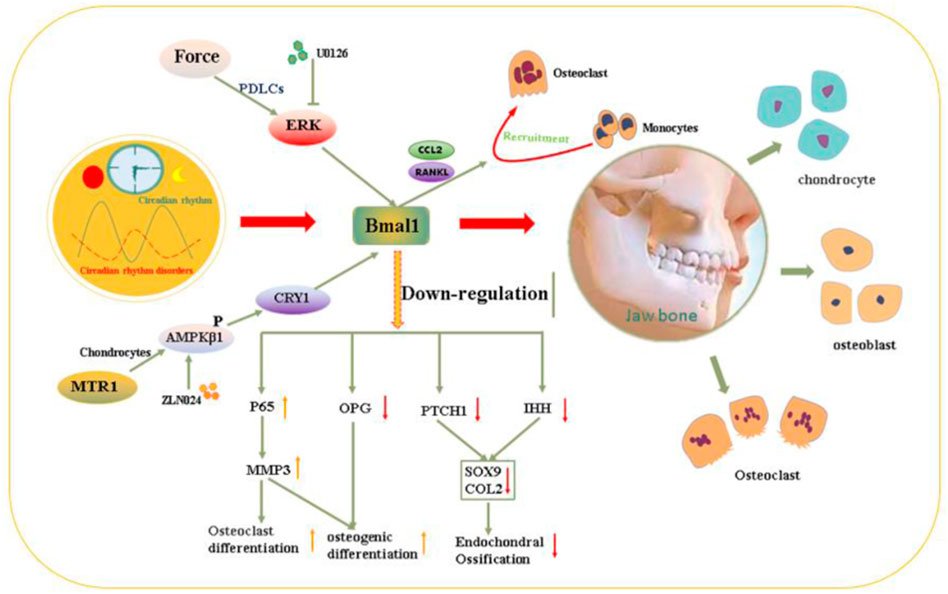 Force
U0126
PDLCs
ERK
Osteoclast
Recruitment
Monocytes
CCL2
RANKL
chondrocyte
Circadian rhythm
Circadian rhythm disorders
Bmal1
Down-regulation
Jaw bone
osteoblast
CRY1
P
AMPKβ1
Chondrocytes
MTR1
ZLN024
P65
OPG
PTCH1
IHH
MMP3
SOX9
COL2
Osteoclast
Osteoclast
differentiation
osteogenic
differentiation
Endochondral
Ossification